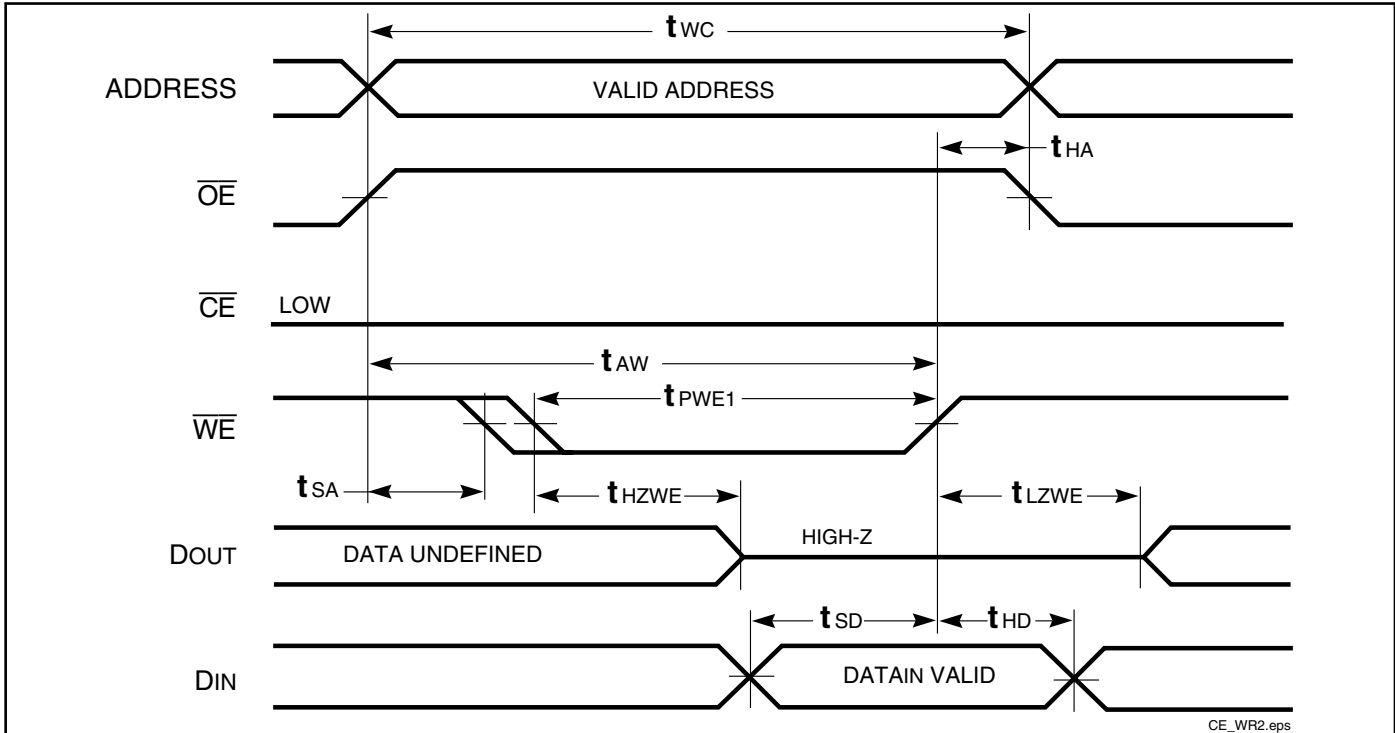 tWC
ADDRESS VALID ADDRESS
tHA
OE
CE LOW
tAW
tPWE1
WE
tSA tHZWE tLZWE
DOUT DATA UNDEFINED HIGH-Z
tSD tHD
DIN DATAIN VALID
CE_WR2.eps